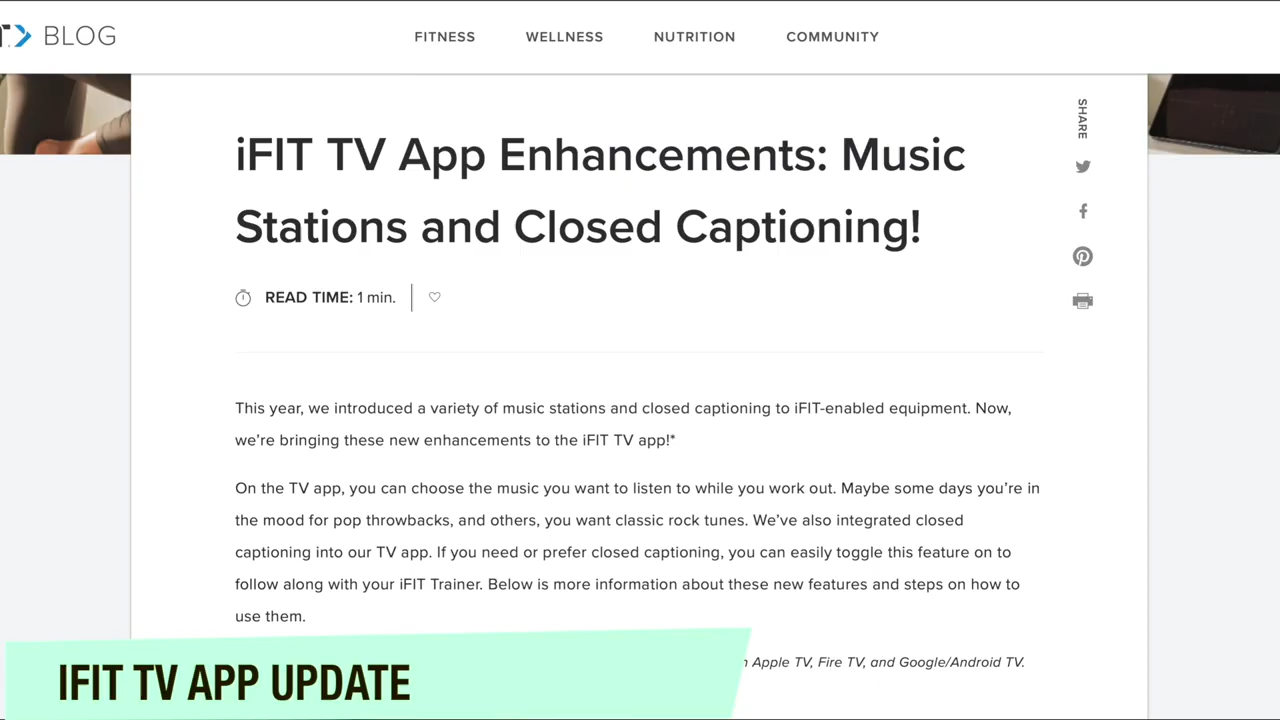 BLOG
FITNESS
WELLNESS
NUTRITION
COMMUNITY
SHARE
iFIT TV App Enhancements: Music
Stations and Closed Captioning!
READ TIME: 1 min.
This year, we introduced a variety of music stations and closed captioning to iFIT-enabled equipment. Now,
we’re bringing these new enhancements to the iFIT TV app!*
On the TV app, you can choose the music you want to listen to while you work out. Maybe some days you’re in
the mood for pop throwbacks, and others, you want classic rock tunes. We’ve also integrated closed
captioning into our TV app. If you need or prefer closed captioning, you can easily toggle this feature on to
follow along with your iFIT Trainer. Below is more information about these new features and steps on how to
use them.
Apple TV, Fire TV, and Google/Android TV.
IFIT TV APP UPDATE